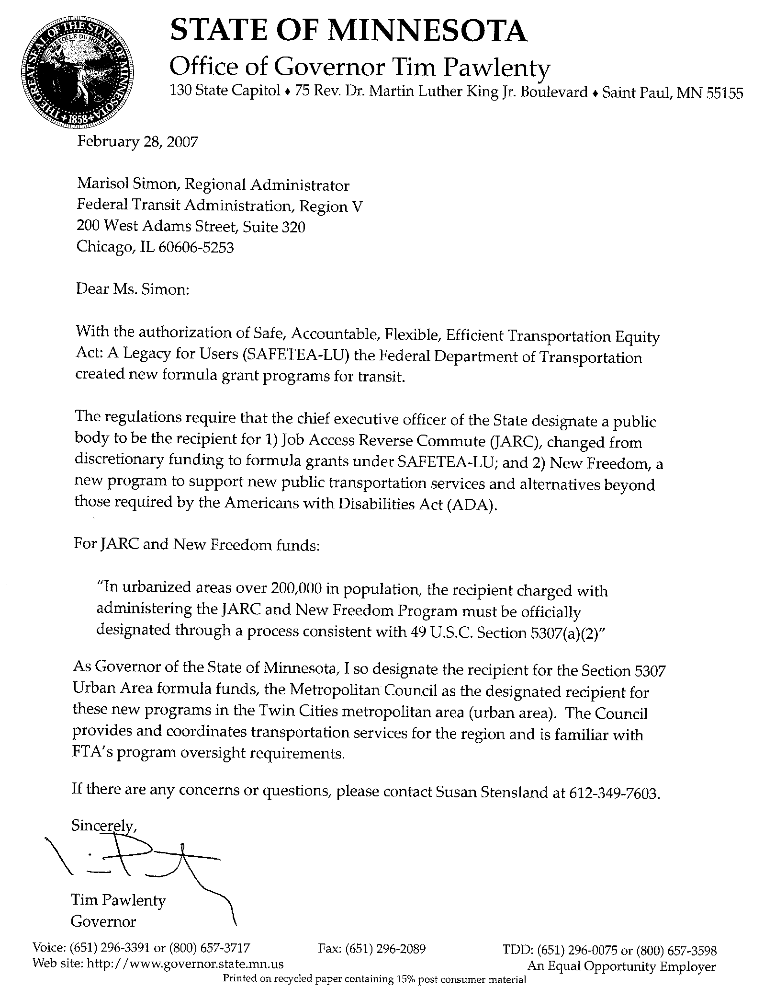 THE GREAT SEAL OF THE STATE OF MINNESOTA
L'ETOILE DU NORD
1858
STATE OF MINNESOTA
Office of Governor Tim Pawlenty
130 State Capitol ♦ 75 Rev. Dr. Martin Luther King Jr. Boulevard ♦ Saint Paul, MN 55155
February 28, 2007
Marisol Simon, Regional Administrator
Federal Transit Administration, Region V
200 West Adams Street, Suite 320
Chicago, IL 60606-5253
Dear Ms. Simon:
With the authorization of Safe, Accountable, Flexible, Efficient Transportation Equity
Act: A Legacy for Users (SAFETEA-LU) the Federal Department of Transportation
created new formula grant programs for transit.
The regulations require that the chief executive officer of the State designate a public
body to be the recipient for 1) Job Access Reverse Commute (JARC), changed from
discretionary funding to formula grants under SAFETEA-LU; and 2) New Freedom, a
new program to support new public transportation services and alternatives beyond
those required by the Americans with Disabilities Act (ADA).
For JARC and New Freedom funds:
"In urbanized areas over 200,000 in population, the recipient charged with
administering the JARC and New Freedom Program must be officially
designated through a process consistent with 49 U.S.C. Section 5307(a)(2)"
As Governor of the State of Minnesota, I so designate the recipient for the Section 5307
Urban Area formula funds, the Metropolitan Council as the designated recipient for
these new programs in the Twin Cities metropolitan area (urban area). The Council
provides and coordinates transportation services for the region and is familiar with
FTA's program oversight requirements.
If there are any concerns or questions, please contact Susan Stensland at 612-349-7603.
Sincerely,
Tim Pawlenty
Governor
Voice: (651) 296-3391 or (800) 657-3717 Fax: (651) 296-2089 TDD: (651) 296-0075 or (800) 657-3598
Web site: http://www.governor.state.mn.us An Equal Opportunity Employer
Printed on recycled paper containing 15% post consumer material